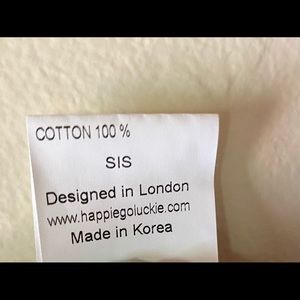 COTTON 100 %
SIS
Designed in London
www.happiegoluckie.com
Made in Korea